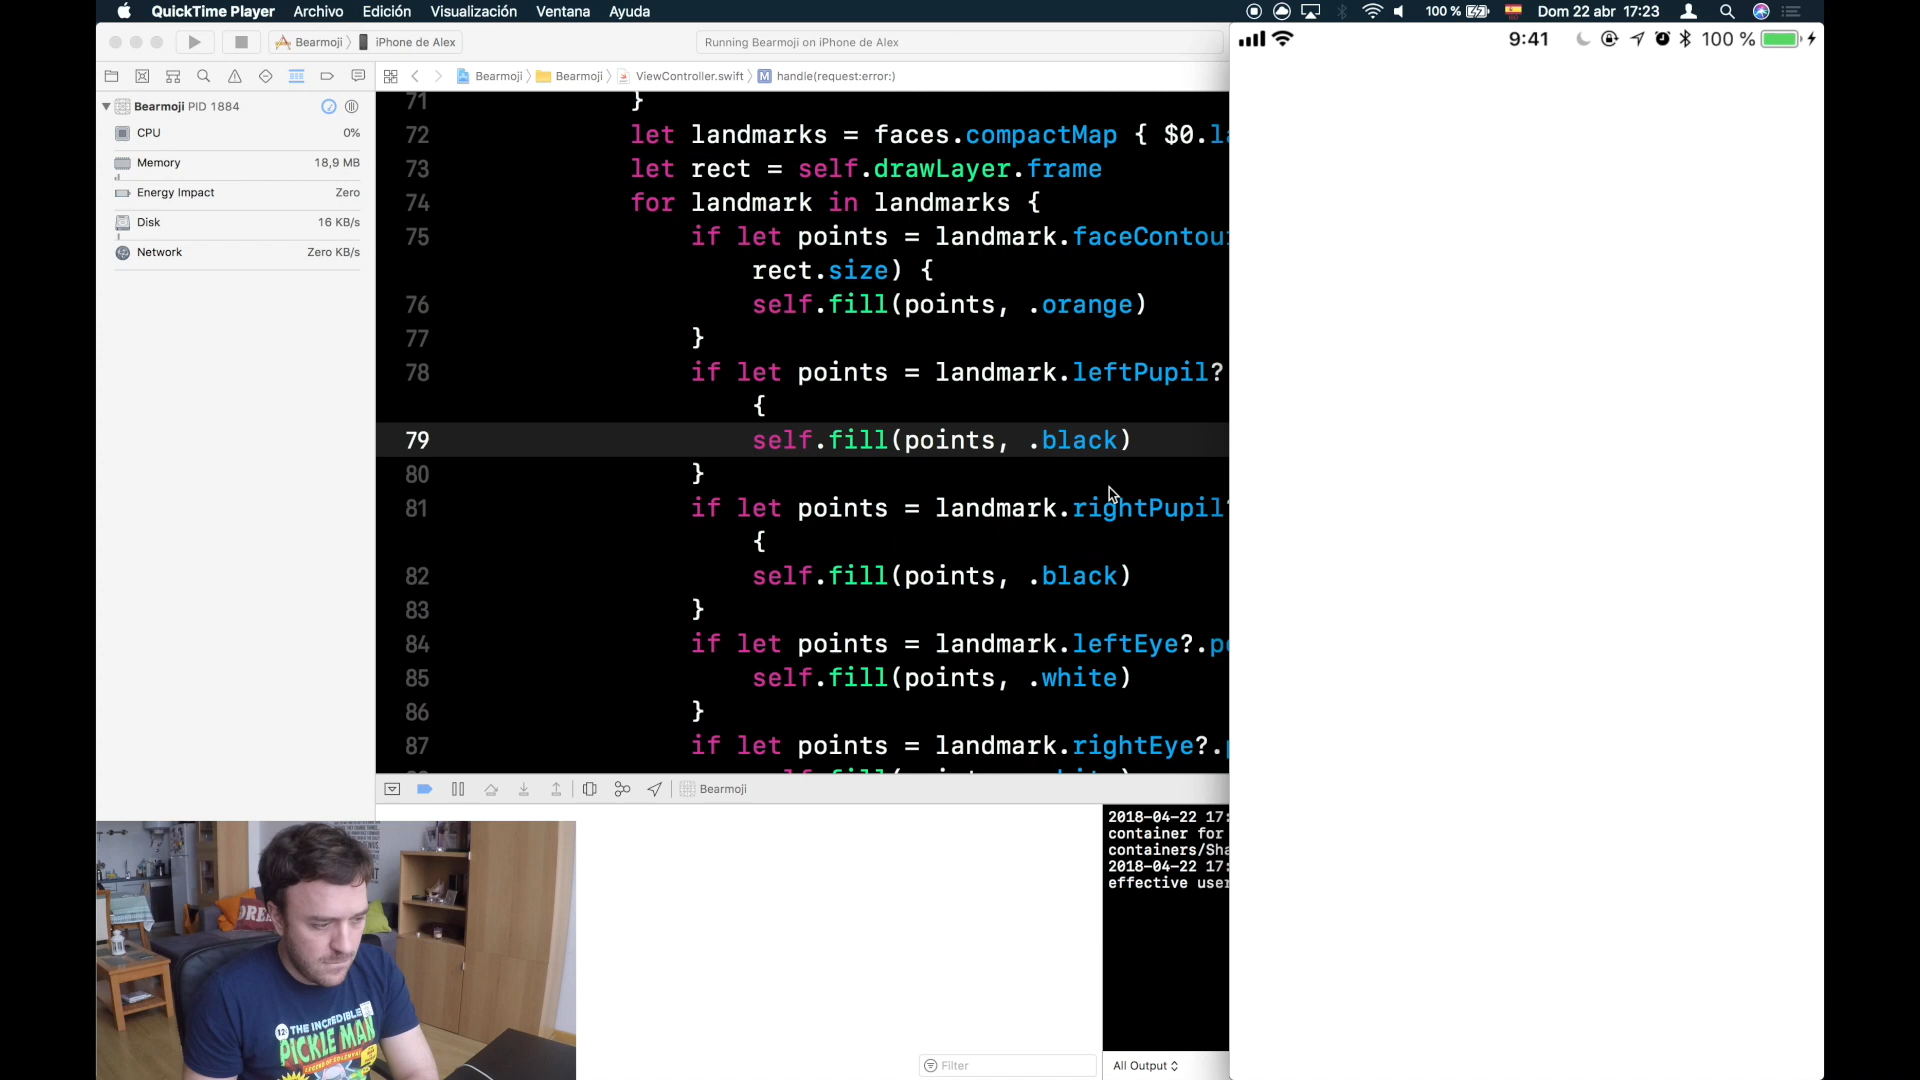 QuickTime Player Archivo Edición Visualización Ventana Ayuda
100 % Dom 22 abr 17:23
Bearmoji iPhone de Alex
Running Bearmoji on iPhone de Alex
9:41 100 %
Bearmoji Bearmoji ViewController.swift M handle(request:error:)
Bearmoji PID 1884
CPU 0%
Memory 18,9 MB
Energy Impact Zero
Disk 16 KB/s
Network Zero KB/s
71 }
72 let landmarks = faces.compactMap { $0.la
73 let rect = self.drawLayer.frame
74 for landmark in landmarks {
75 if let points = landmark.faceContou
rect.size) {
76 self.fill(points, .orange)
77 }
78 if let points = landmark.leftPupil?
{
79 self.fill(points, .black)
80 }
81 if let points = landmark.rightPupil?
{
82 self.fill(points, .black)
83 }
84 if let points = landmark.leftEye?.po
85 self.fill(points, .white)
86 }
87 if let points = landmark.rightEye?.p
Bearmoji
2018-04-22 17:
container for
containers/Sha
2018-04-22 17:
effective user
Filter
All Output
DREA
THE INCREDIBLE
PICKLE MAN